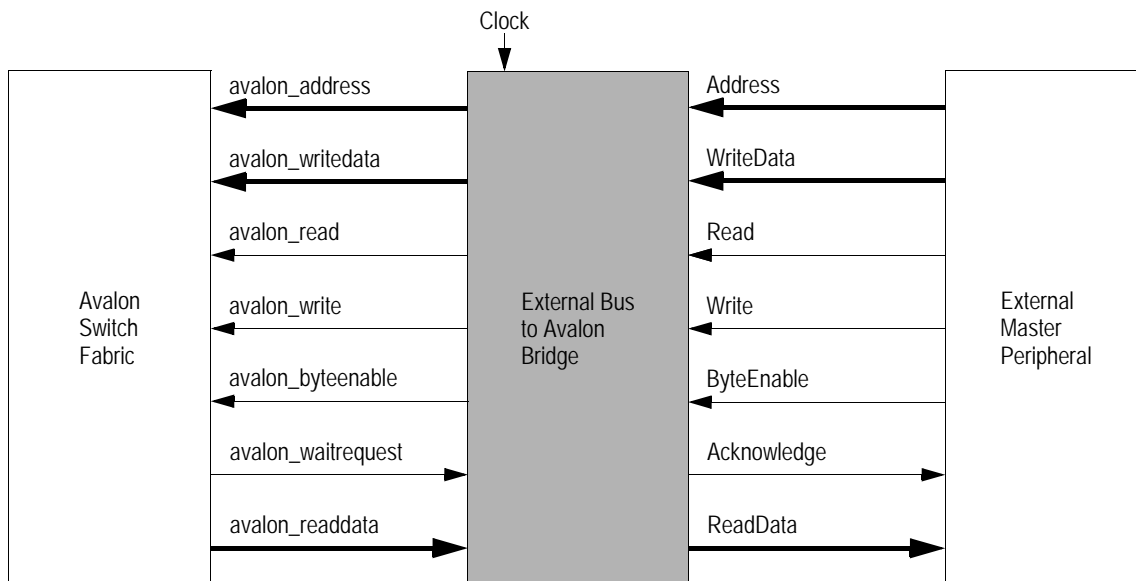 Clock
avalon_address
Address
avalon_writedata
WriteData
avalon_read
Read
Avalon
Switch
Fabric
avalon_write
External Bus
to Avalon
Bridge
Write
External
Master
Peripheral
avalon_byteenable
ByteEnable
avalon_waitrequest
Acknowledge
avalon_readdata
ReadData